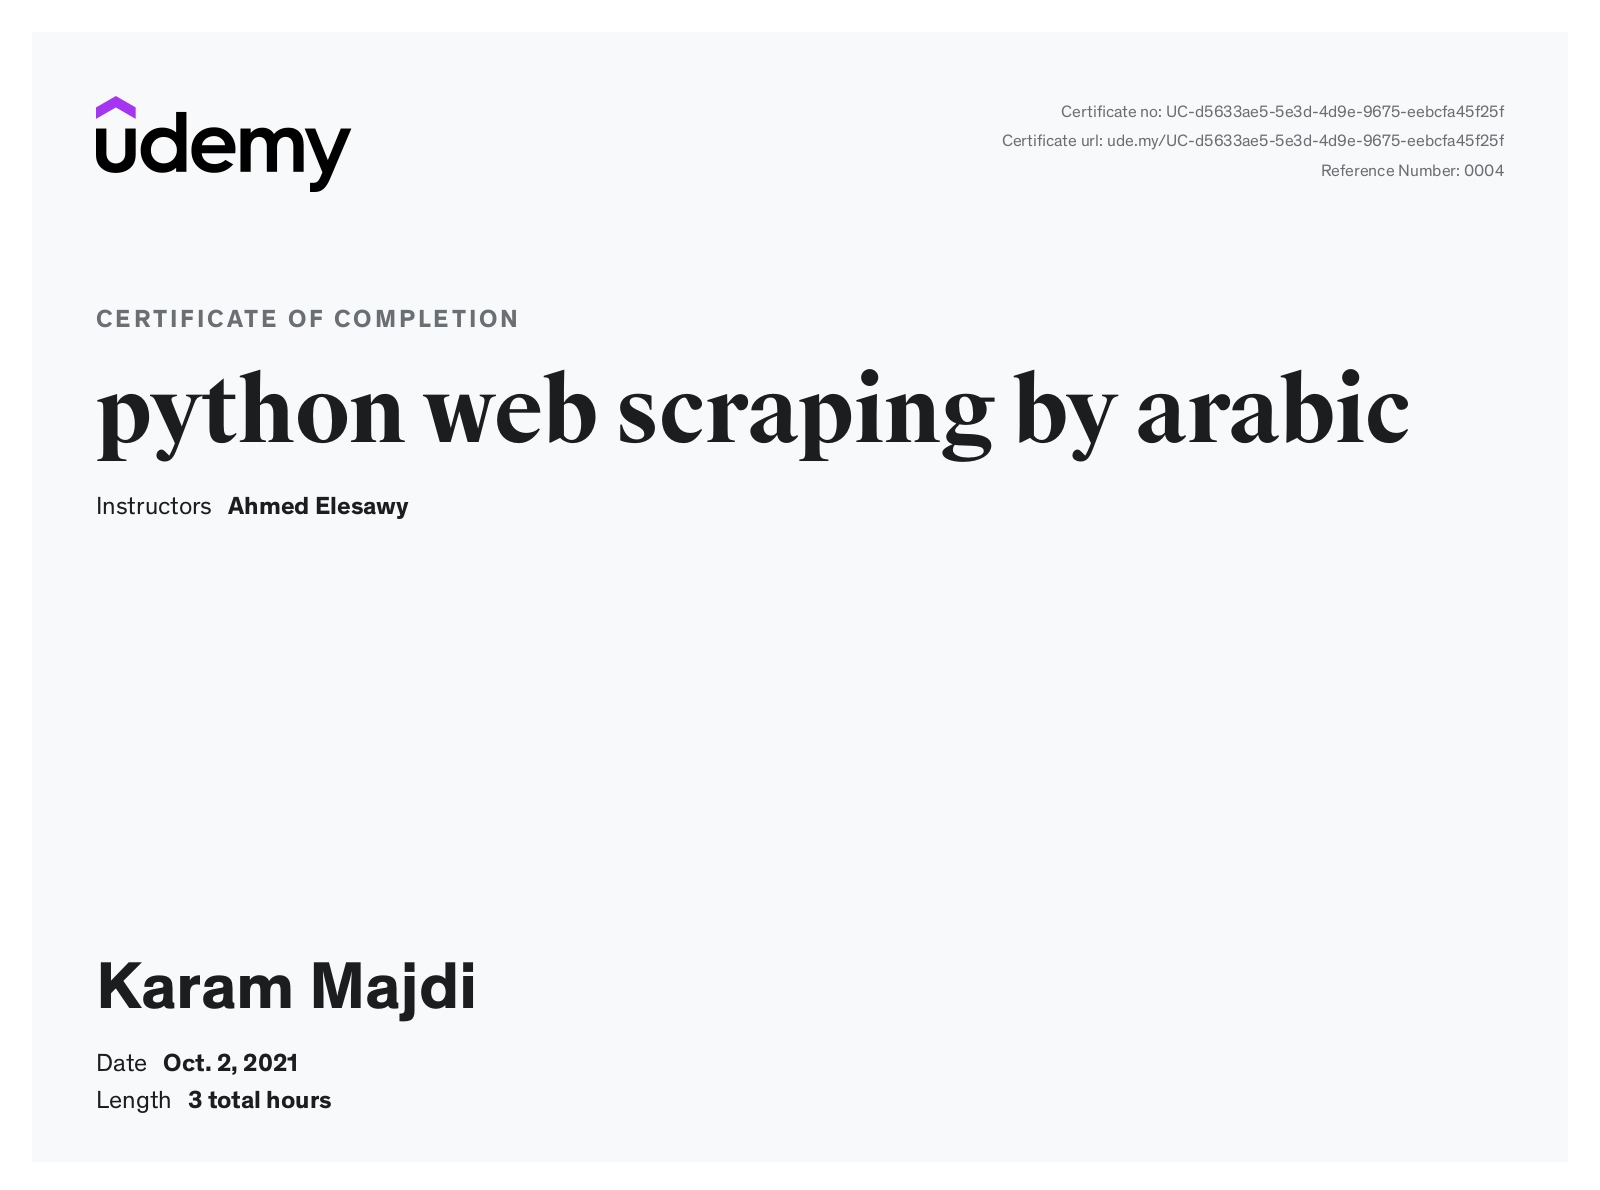 udemy
Certificate no: UC-d5633ae5-5e3d-4d9e-9675-eebcfa45f25f
Certificate url: ude.my/UC-d5633ae5-5e3d-4d9e-9675-eebcfa45f25f
Reference Number: 0004
CERTIFICATE OF COMPLETION
python web scraping by arabic
Instructors Ahmed Elesawy
Karam Majdi
Date Oct. 2, 2021
Length 3 total hours